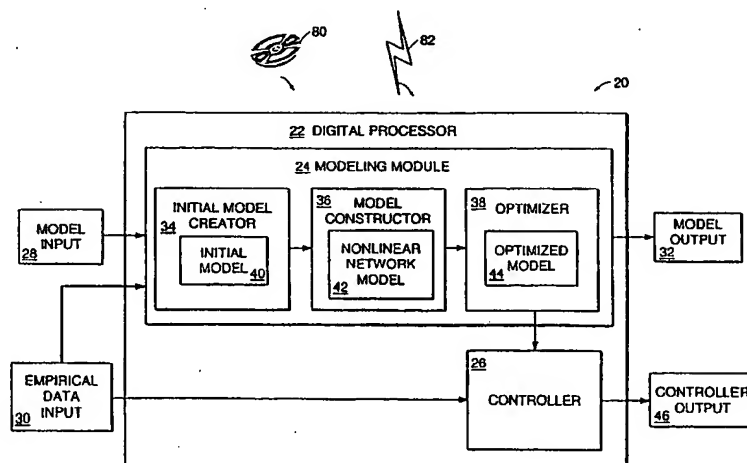 80
82
20
22 DIGITAL PROCESSOR
24 MODELING MODULE
INITIAL MODEL
CREATOR
34
INITIAL
MODEL 40
36 MODEL
CONSTRUCTOR
NONLINEAR
NETWORK
42 MODEL
38 OPTIMIZER
OPTIMIZED
MODEL
44
MODEL
INPUT
28
MODEL
OUTPUT
32
EMPIRICAL
DATA
INPUT
30
26
CONTROLLER
CONTROLLER
OUTPUT
46